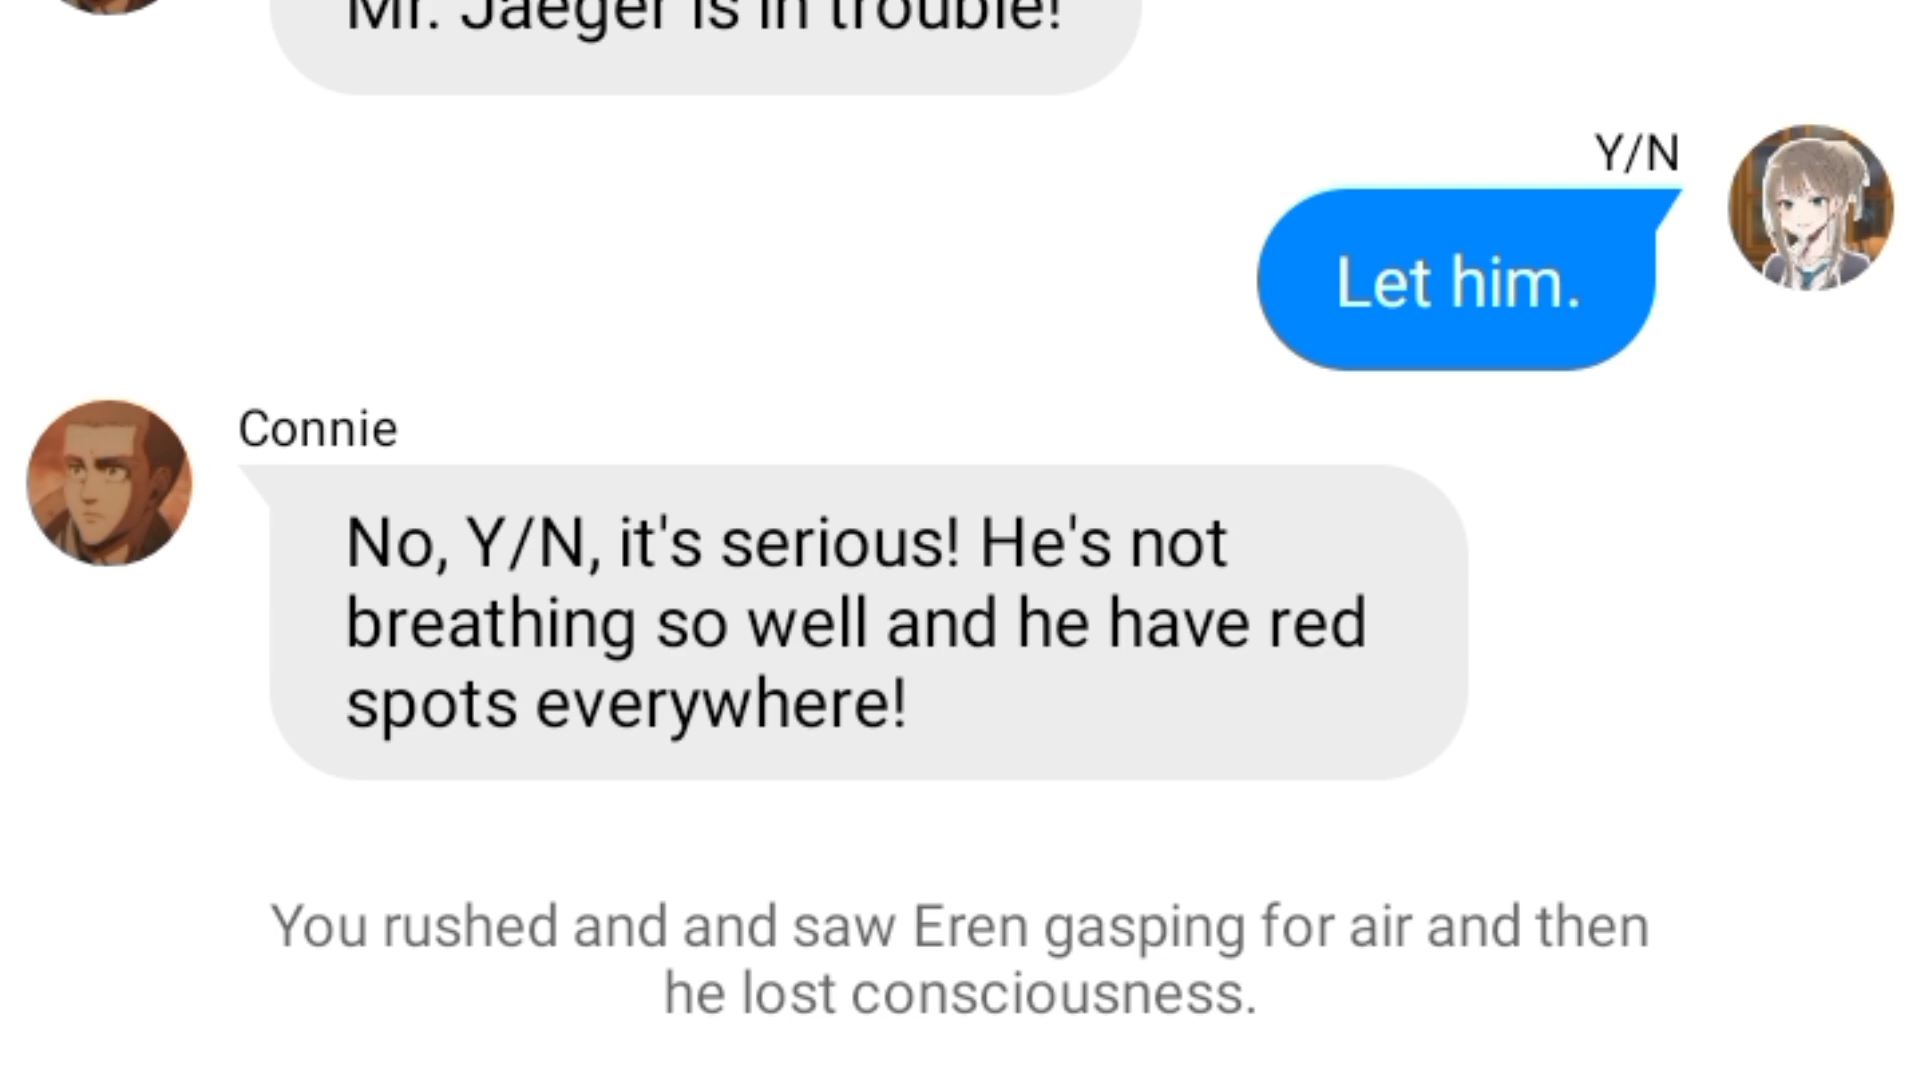 Mr. Jaeger is in trouble!
Y/N
Let him.
Connie
No, Y/N, it's serious! He's not
breathing so well and he have red
spots everywhere!
You rushed and and saw Eren gasping for air and then
he lost consciousness.